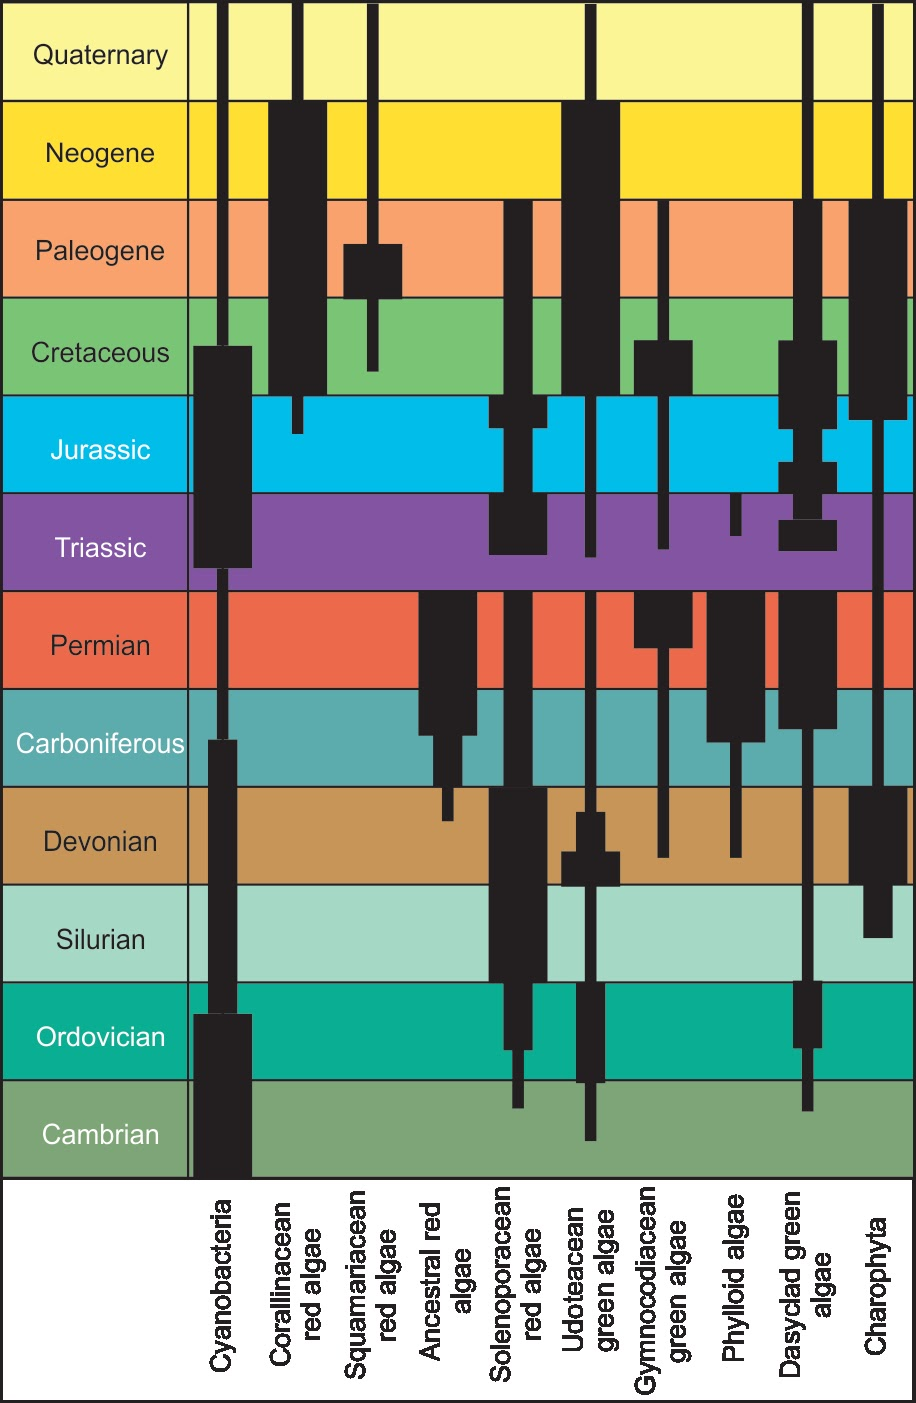 Quaternary
Neogene
Paleogene
Cretaceous
Jurassic
Triassic
Permian
Carboniferous
Devonian
Silurian
Ordovician
Cambrian
Cyanobacteria
Corallinacean
red algae
Squamariacean
red algae
Ancestral red
algae
Solenoporacean
red algae
Udoteacean
green algae
Gymnocodiacean
green algae
Phylloid algae
Dasyclad green
algae
Charophyta